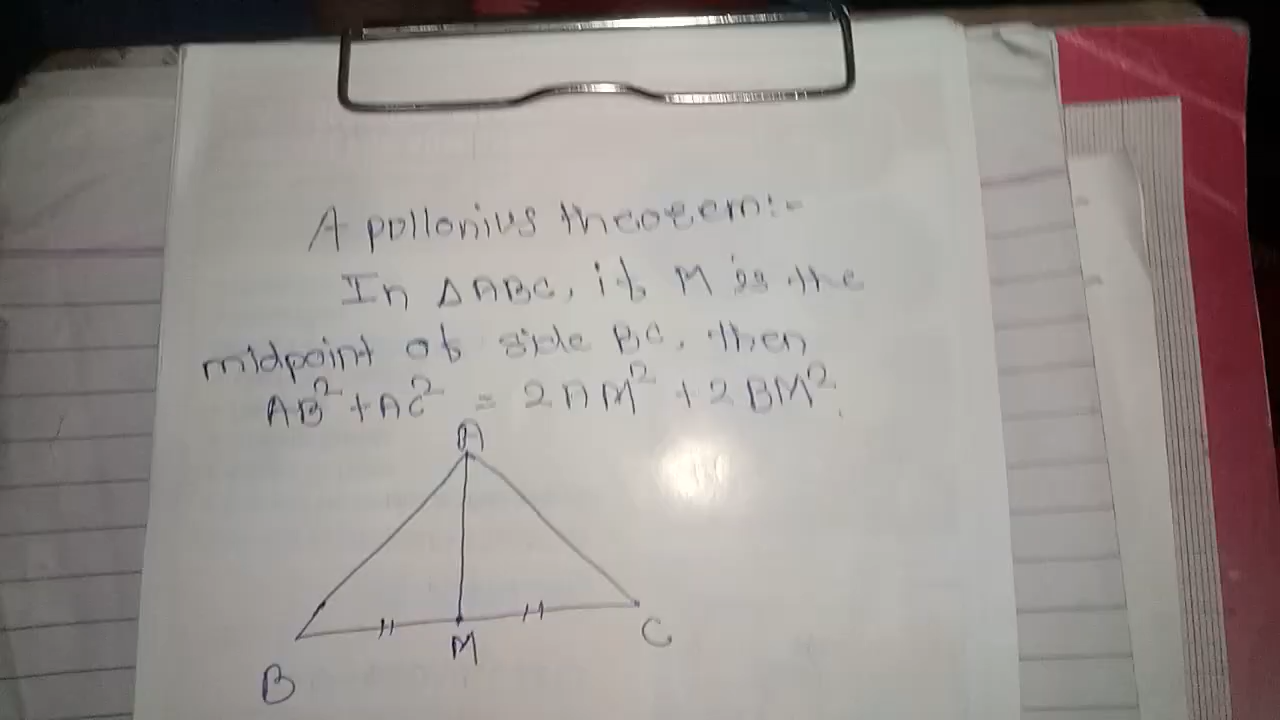 Apollonius theorem:-
In △ABC, if M is the
midpoint of side BC, then
AB² + AC² = 2AM² + 2BM².
A
B
M
C